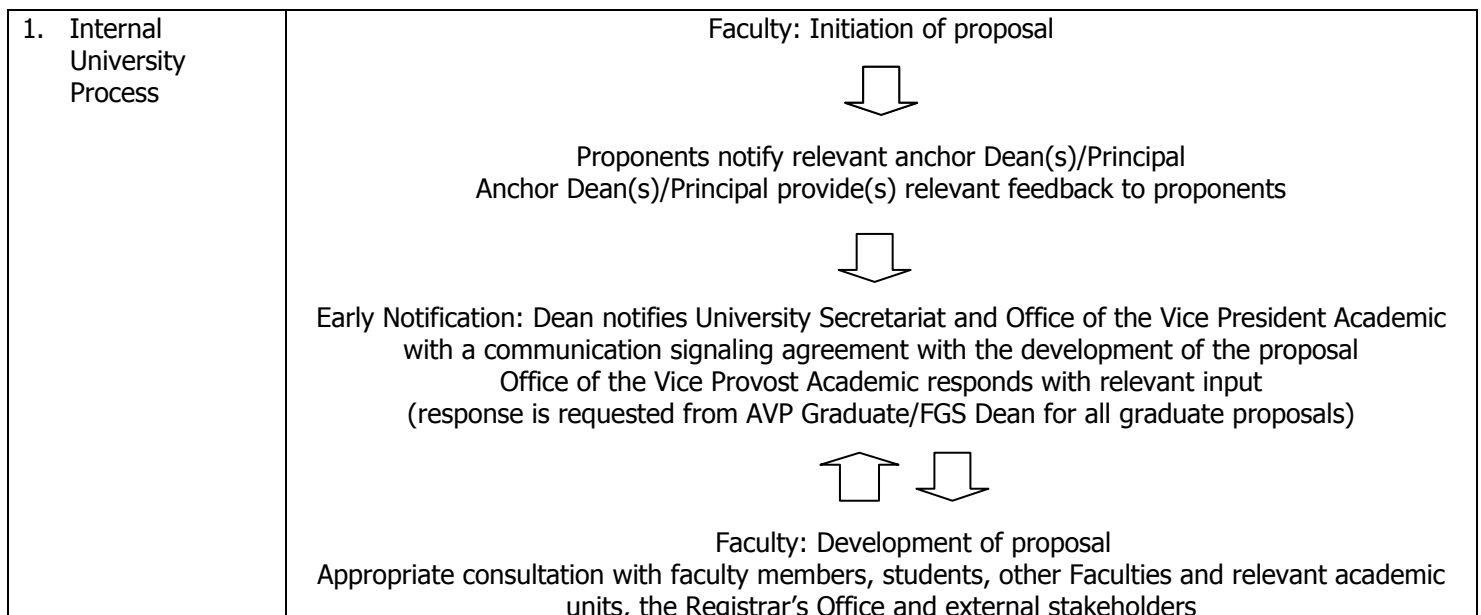 1. Internal
University
Process
Faculty: Initiation of proposal
Proponents notify relevant anchor Dean(s)/Principal
Anchor Dean(s)/Principal provide(s) relevant feedback to proponents
Early Notification: Dean notifies University Secretariat and Office of the Vice President Academic
with a communication signaling agreement with the development of the proposal
Office of the Vice Provost Academic responds with relevant input
(response is requested from AVP Graduate/FGS Dean for all graduate proposals)
Faculty: Development of proposal
Appropriate consultation with faculty members, students, other Faculties and relevant academic
units, the Registrar's Office and external stakeholders